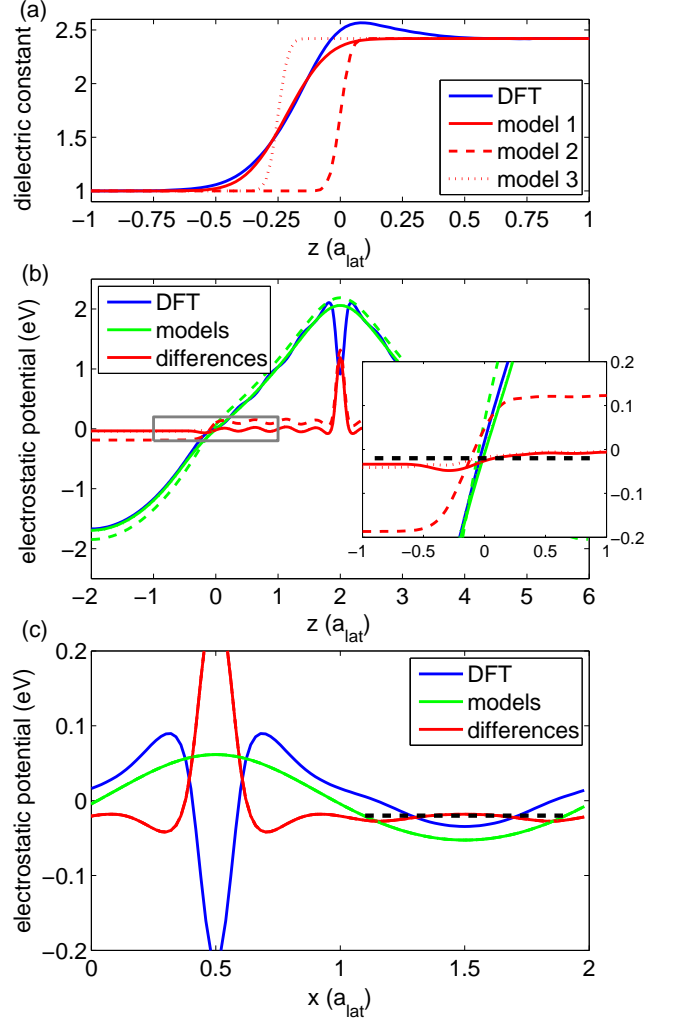 (a)
dielectric constant
2.5
2
1.5
1
DFT
model 1
model 2
model 3
−1 −0.75 −0.5 −0.25 0 0.25 0.5 0.75 1
z (a_lat)
(b)
electrostatic potential (eV)
2
1
0
−1
−2
DFT
models
differences
0.2
0.1
0
−0.1
−0.2
−1 −0.5 0 0.5 1
−2 −1 0 1 2 3 4 5 6
z (a_lat)
(c)
electrostatic potential (eV)
0.2
0.1
0
−0.1
−0.2
DFT
models
differences
0 0.5 1 1.5 2
x (a_lat)